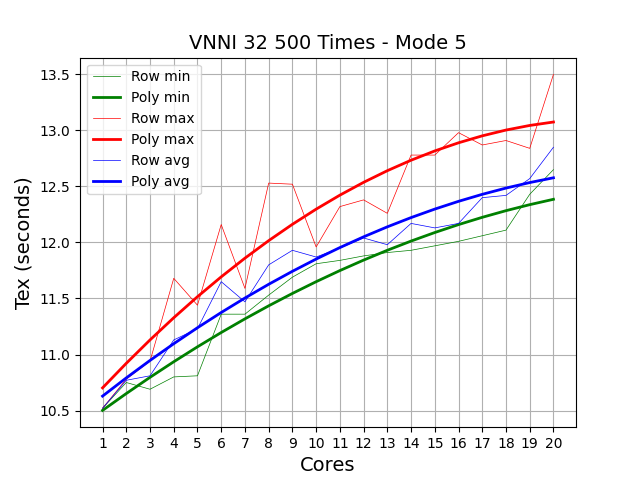 VNNI 32 500 Times - Mode 5
Row min
Poly min
Row max
Poly max
Row avg
Poly avg
Tex (seconds)
13.5
13.0
12.5
12.0
11.5
11.0
10.5
1 2 3 4 5 6 7 8 9 10 11 12 13 14 15 16 17 18 19 20
Cores